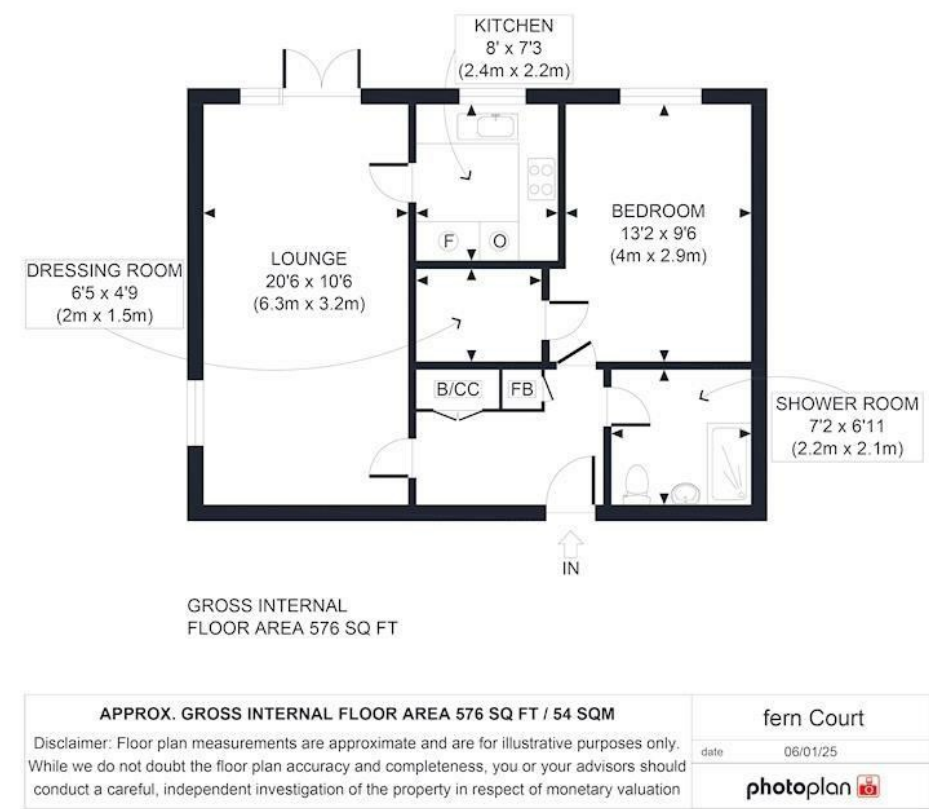 KITCHEN
8' x 7'3
(2.4m x 2.2m)
BEDROOM
13'2 x 9'6
(4m x 2.9m)
F
O
LOUNGE
20'6 x 10'6
(6.3m x 3.2m)
DRESSING ROOM
6'5 x 4'9
(2m x 1.5m)
B/CC
FB
SHOWER ROOM
7'2 x 6'11
(2.2m x 2.1m)
IN
GROSS INTERNAL
FLOOR AREA 576 SQ FT
APPROX. GROSS INTERNAL FLOOR AREA 576 SQ FT / 54 SQM
Disclaimer: Floor plan measurements are approximate and are for illustrative purposes only.
While we do not doubt the floor plan accuracy and completeness, you or your advisors should
conduct a careful, independent investigation of the property in respect of monetary valuation
fern Court
date 06/01/25
photoplan